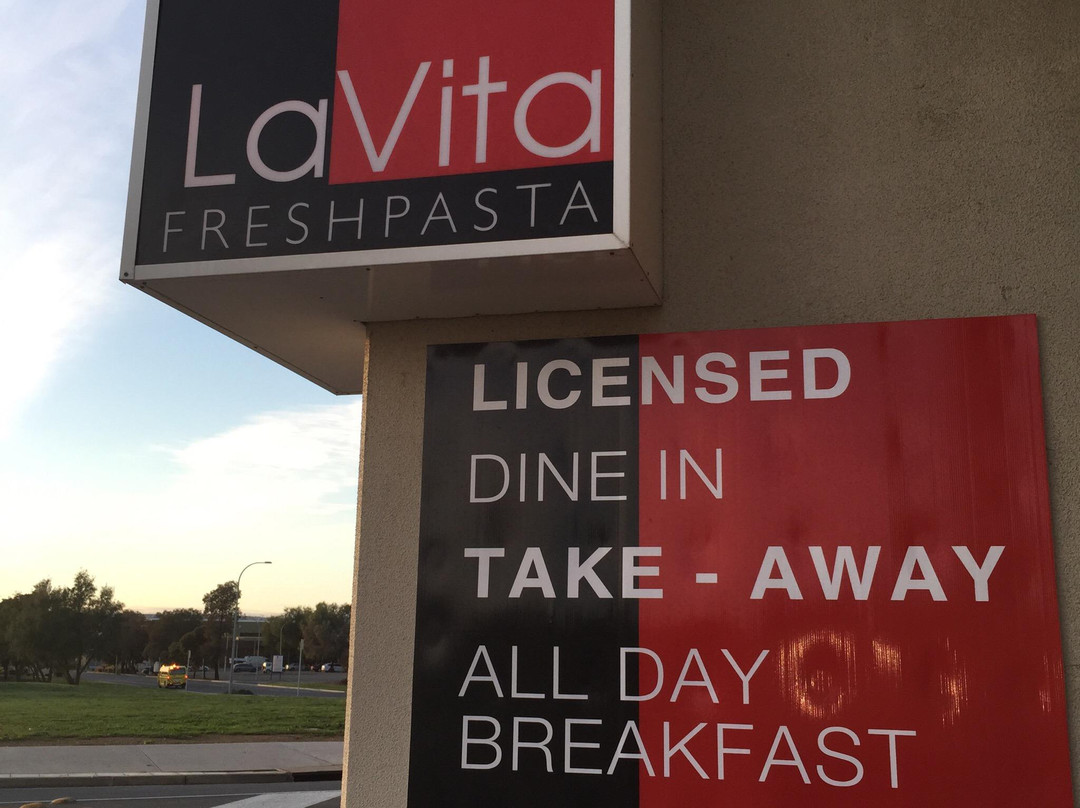 LaVita
FRESHPASTA
LICENSED
DINE IN
TAKE - AWAY
ALL DAY
BREAKFAST